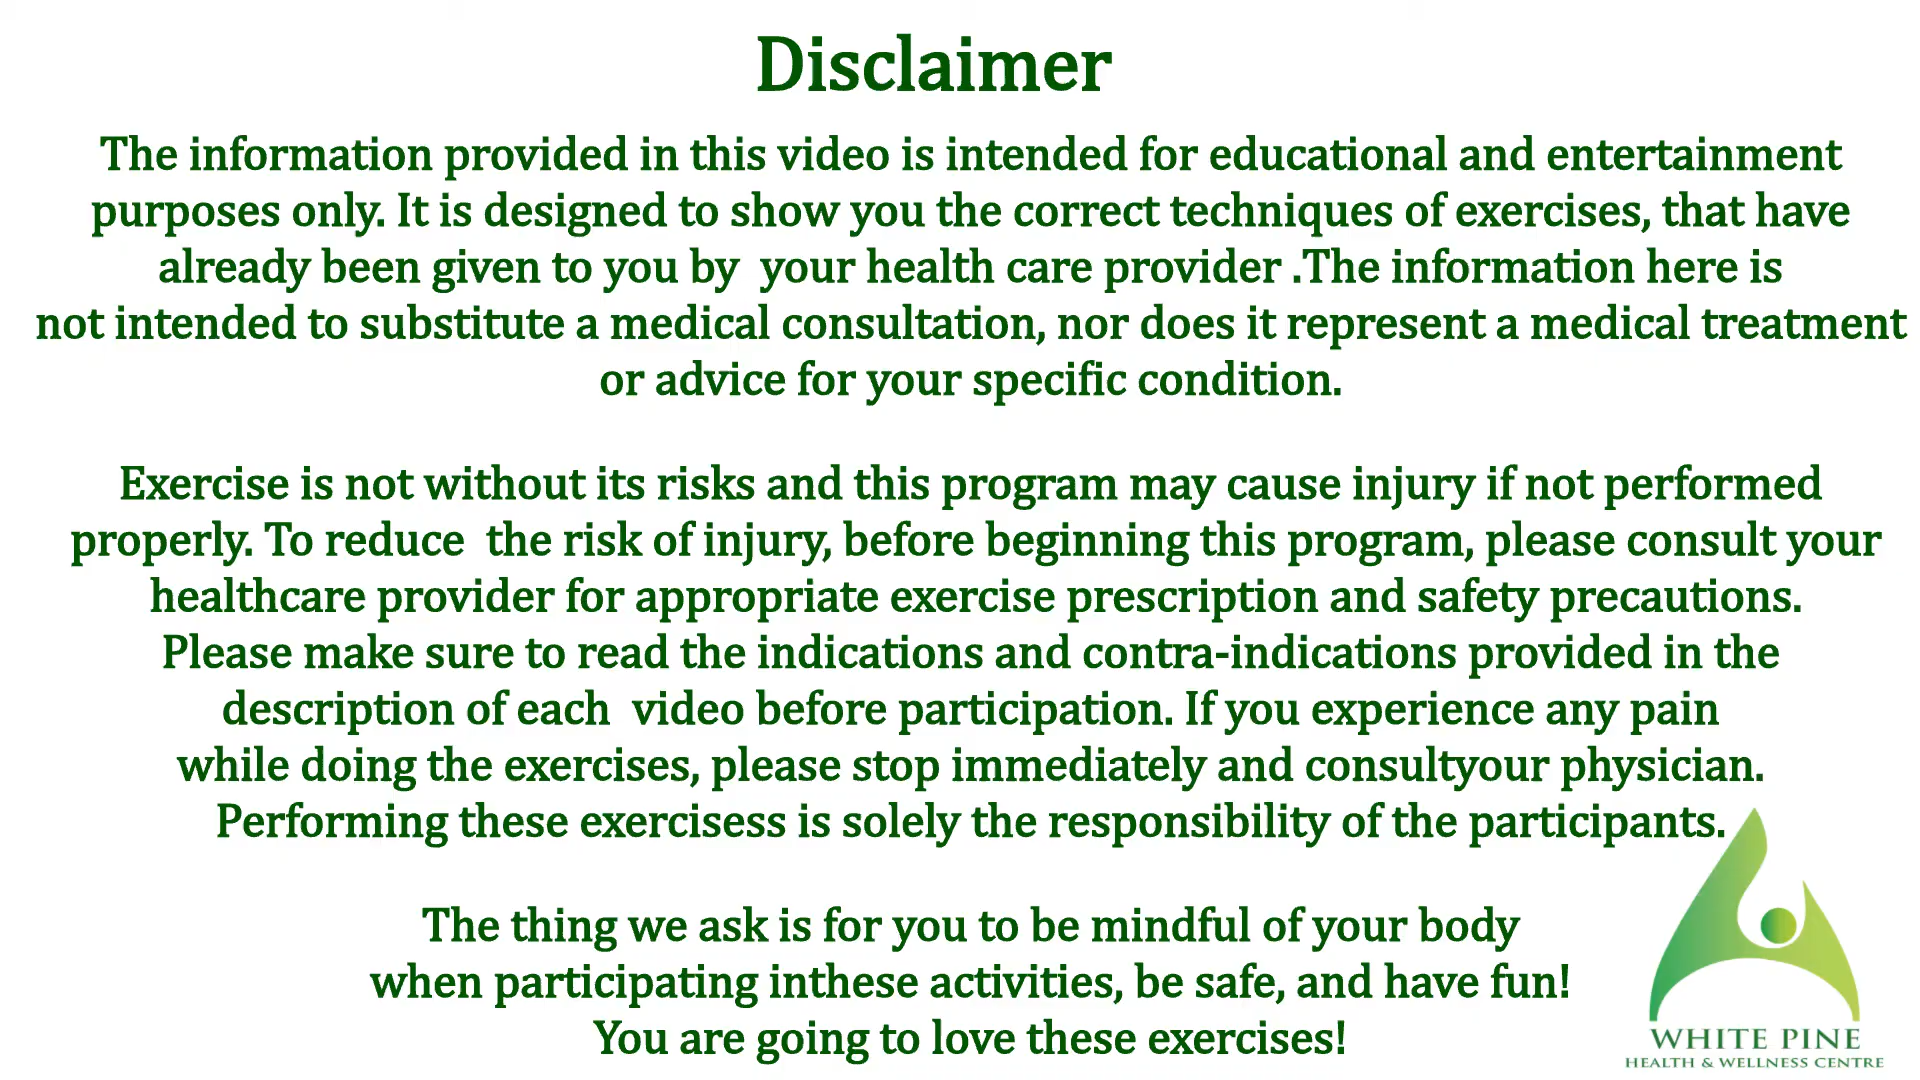 Disclaimer
The information provided in this video is intended for educational and entertainment
purposes only. It is designed to show you the correct techniques of exercises, that have
already been given to you by  your health care provider .The information here is
not intended to substitute a medical consultation, nor does it represent a medical treatment
or advice for your specific condition.
Exercise is not without its risks and this program may cause injury if not performed
properly. To reduce  the risk of injury, before beginning this program, please consult your
healthcare provider for appropriate exercise prescription and safety precautions.
Please make sure to read the indications and contra-indications provided in the
description of each  video before participation. If you experience any pain
while doing the exercises, please stop immediately and consultyour physician.
Performing these exercisess is solely the responsibility of the participants.
The thing we ask is for you to be mindful of your body
when participating inthese activities, be safe, and have fun!
You are going to love these exercises!
WHITE PINE
HEALTH & WELLNESS CENTRE